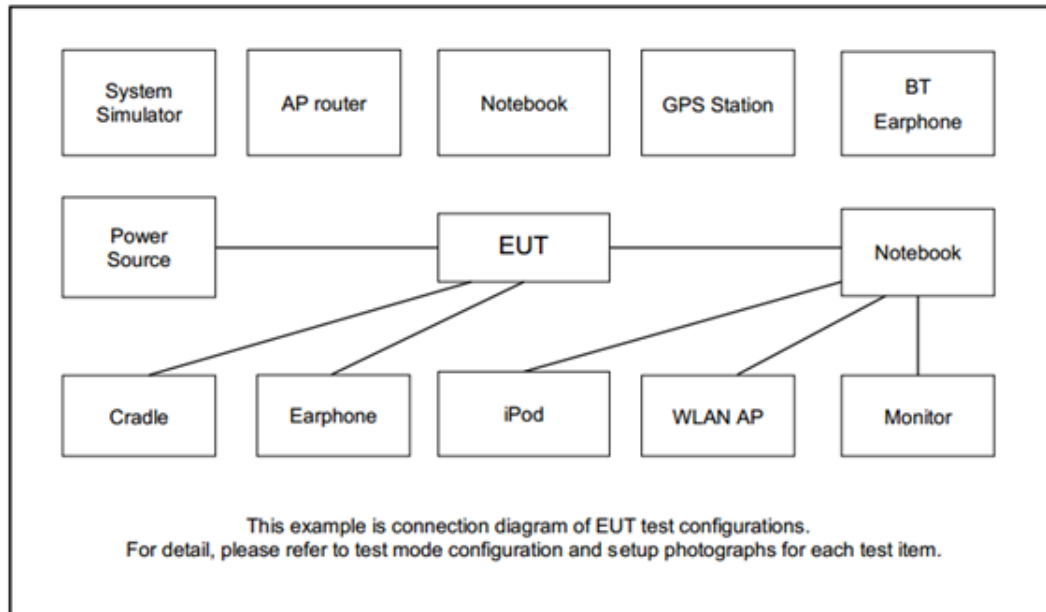 System
Simulator
AP router
Notebook
GPS Station
BT
Earphone
Power
Source
EUT
Notebook
Cradle
Earphone
iPod
WLAN AP
Monitor
This example is connection diagram of EUT test configurations.
For detail, please refer to test mode configuration and setup photographs for each test item.